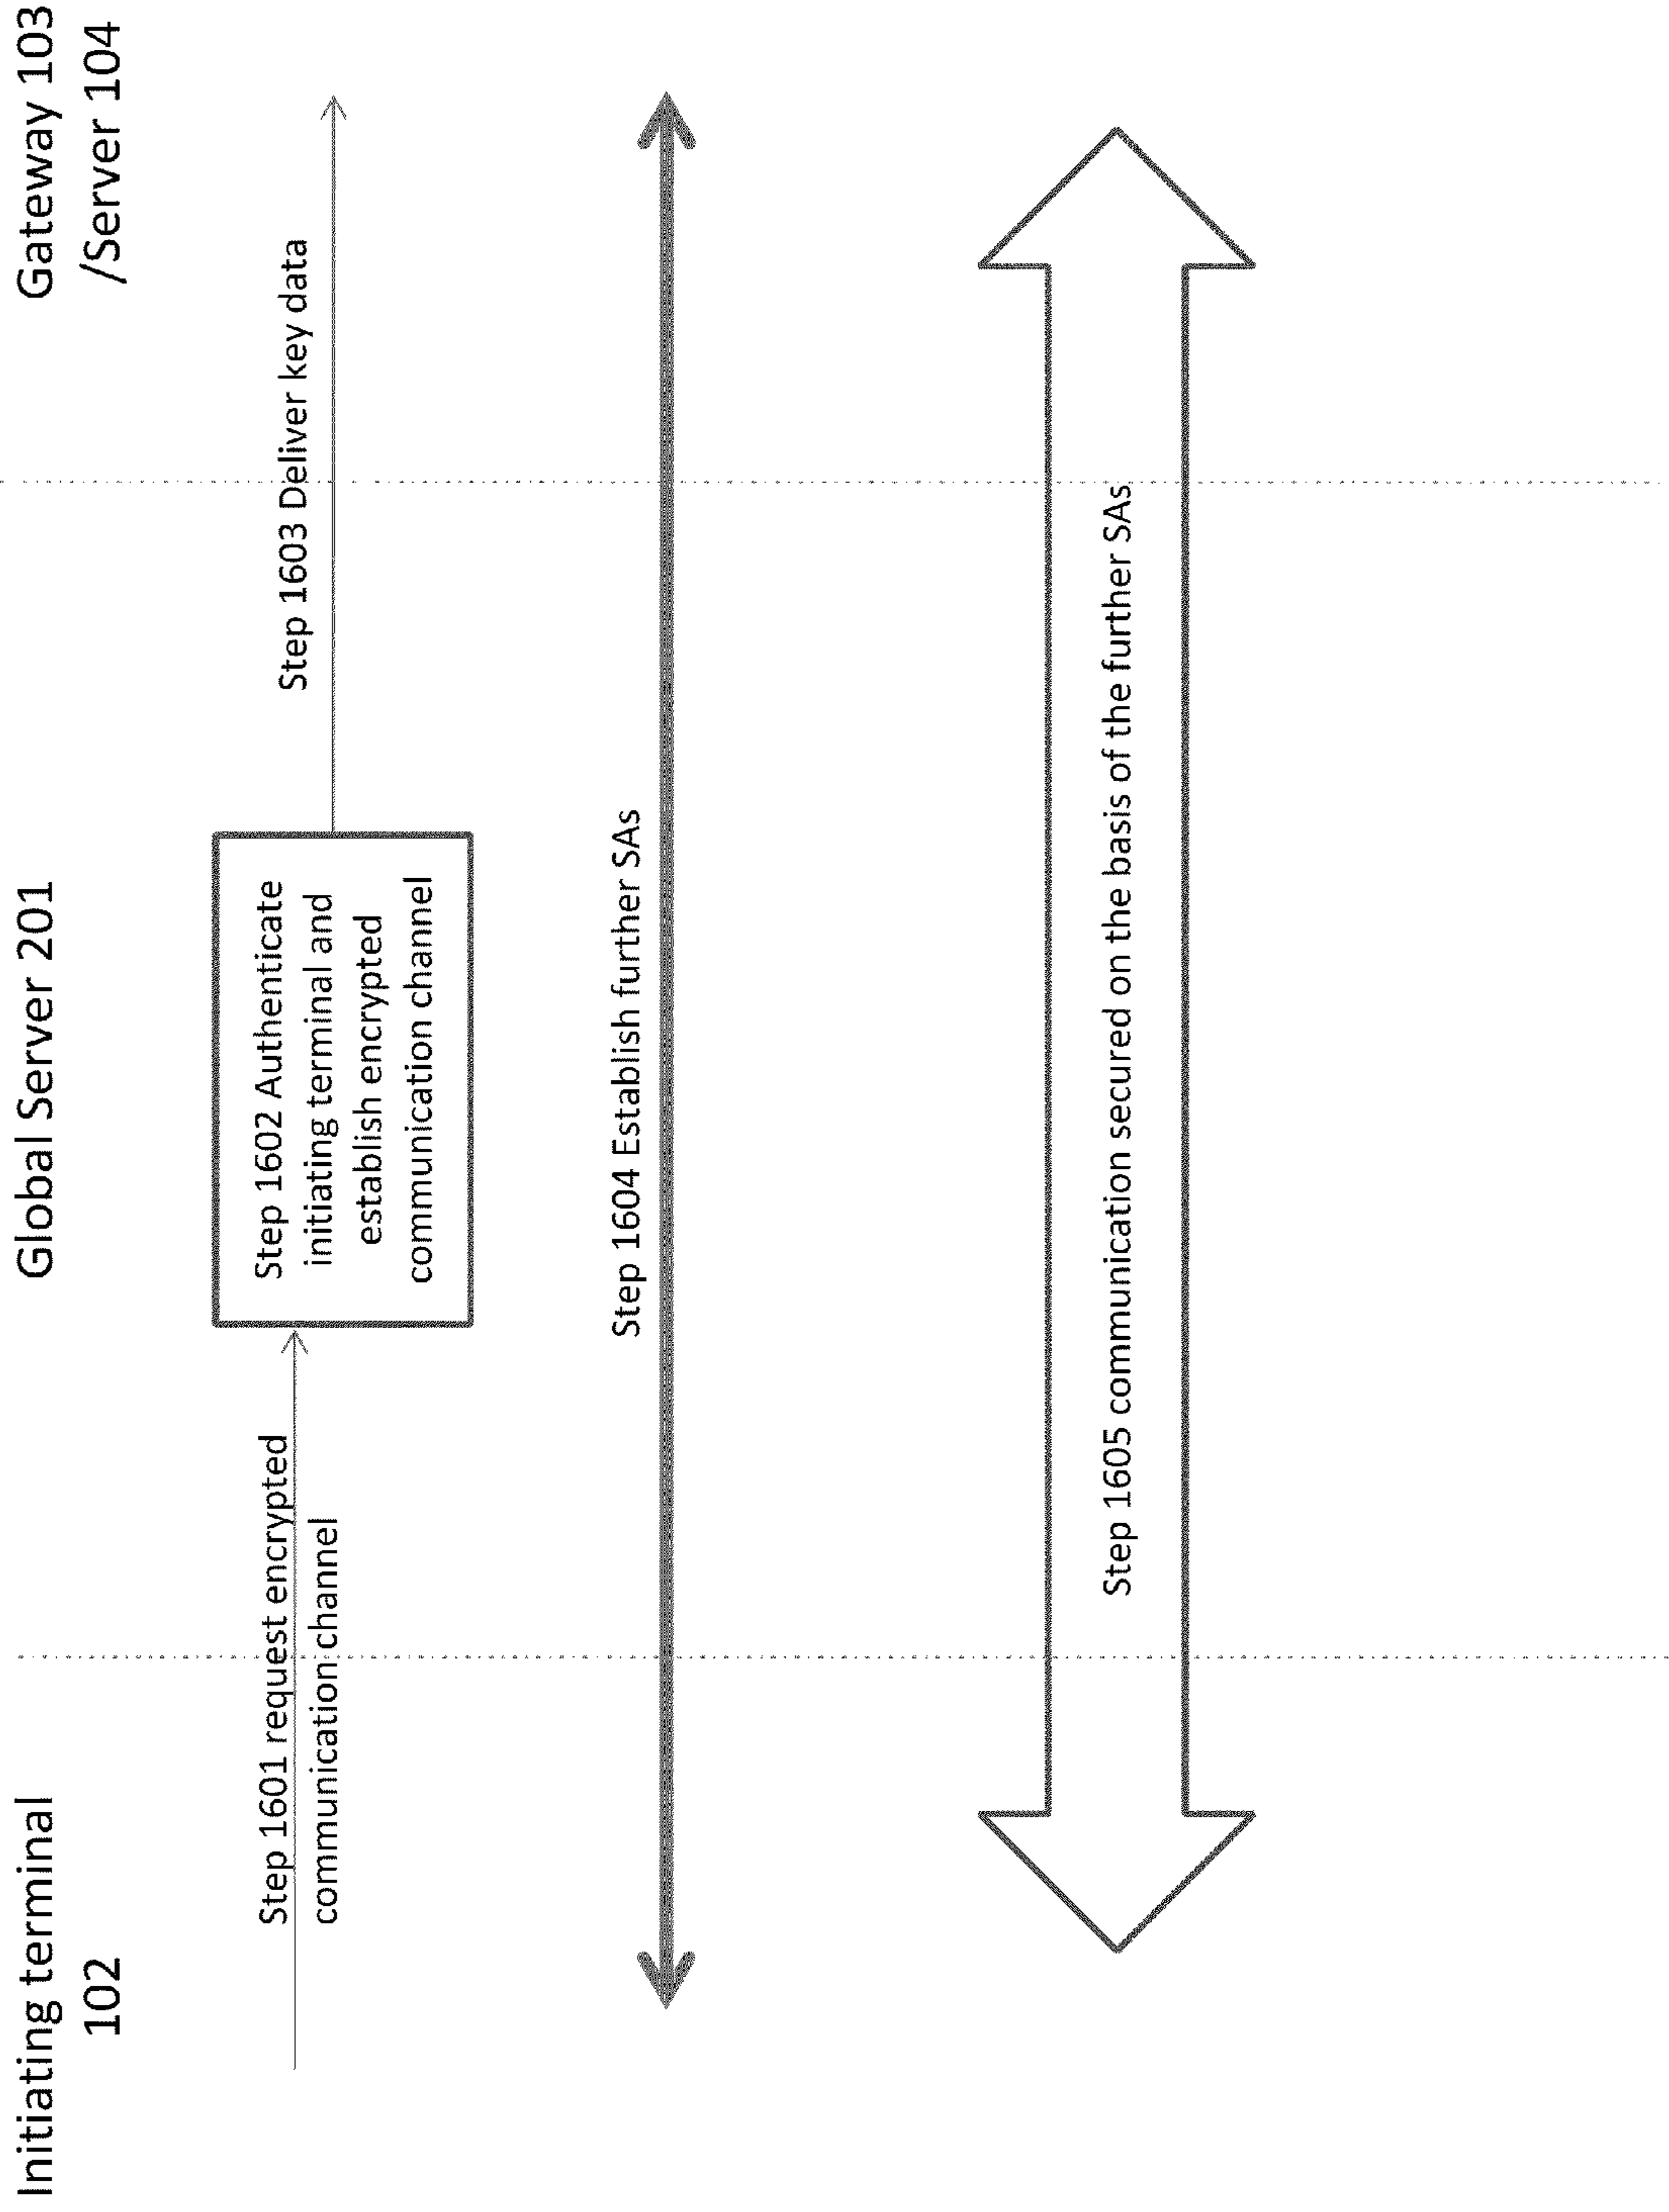 Initiating terminal
102
Global Server 201
Gateway 103
/Server 104
Step 1601 request encrypted
communication channel
Step 1602 Authenticate
initiating terminal and
establish encrypted
communication channel
Step 1603 Deliver key data
Step 1604 Establish further SAs
Step 1605 communication secured on the basis of the further SAs